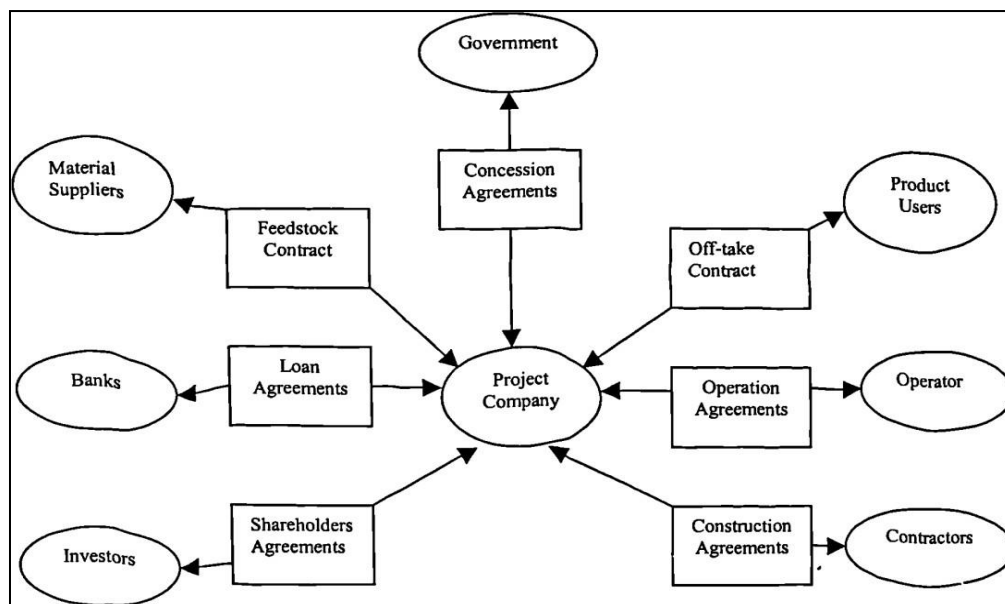 Government
Material
Suppliers
Concession
Agreements
Product
Users
Feedstock
Contract
Off-take
Contract
Banks
Loan
Agreements
Project
Company
Operation
Agreements
Operator
Investors
Shareholders
Agreements
Construction
Agreements
Contractors